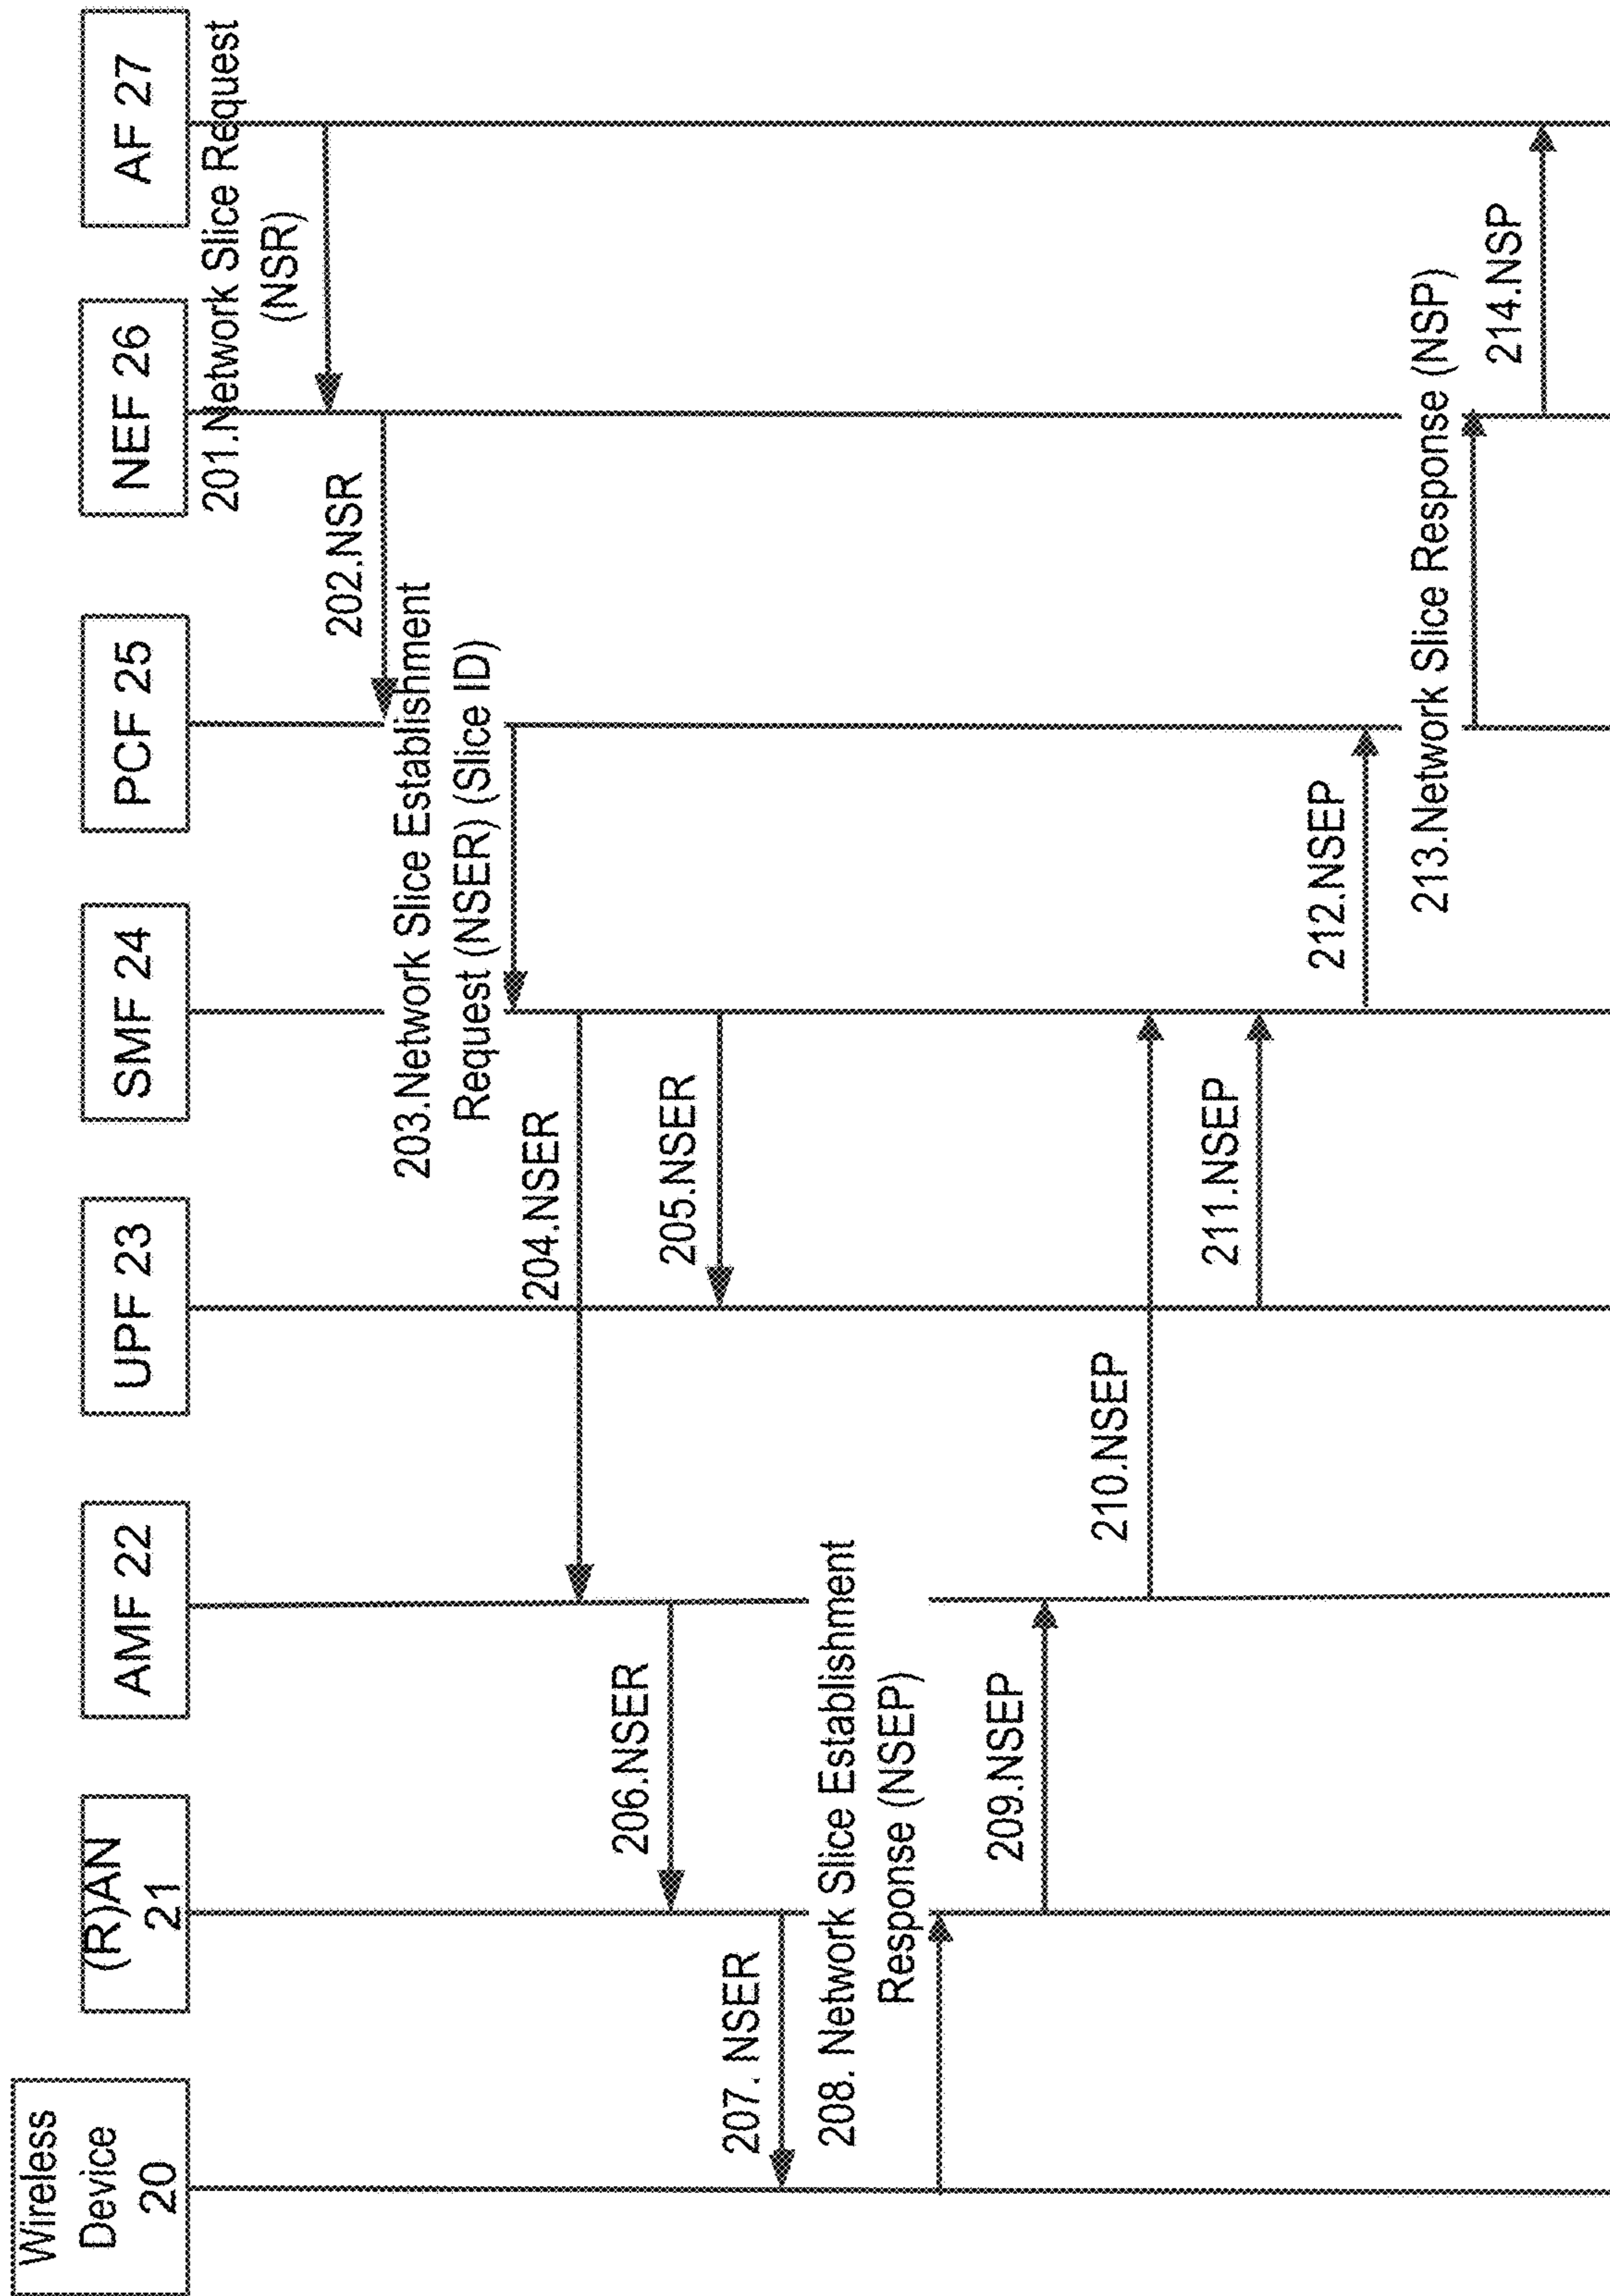 Wireless
Device
20
(R)AN
21
AMF 22
UPF 23
SMF 24
PCF 25
NEF 26
AF 27
201.Network Slice Request
(NSR)
202.NSR
203.Network Slice Establishment
Request (NSER) (Slice ID)
204.NSER
205.NSER
206.NSER
207. NSER
208. Network Slice Establishment
Response (NSEP)
209.NSEP
210.NSEP
211.NSEP
212.NSEP
213.Network Slice Response (NSP)
214.NSP